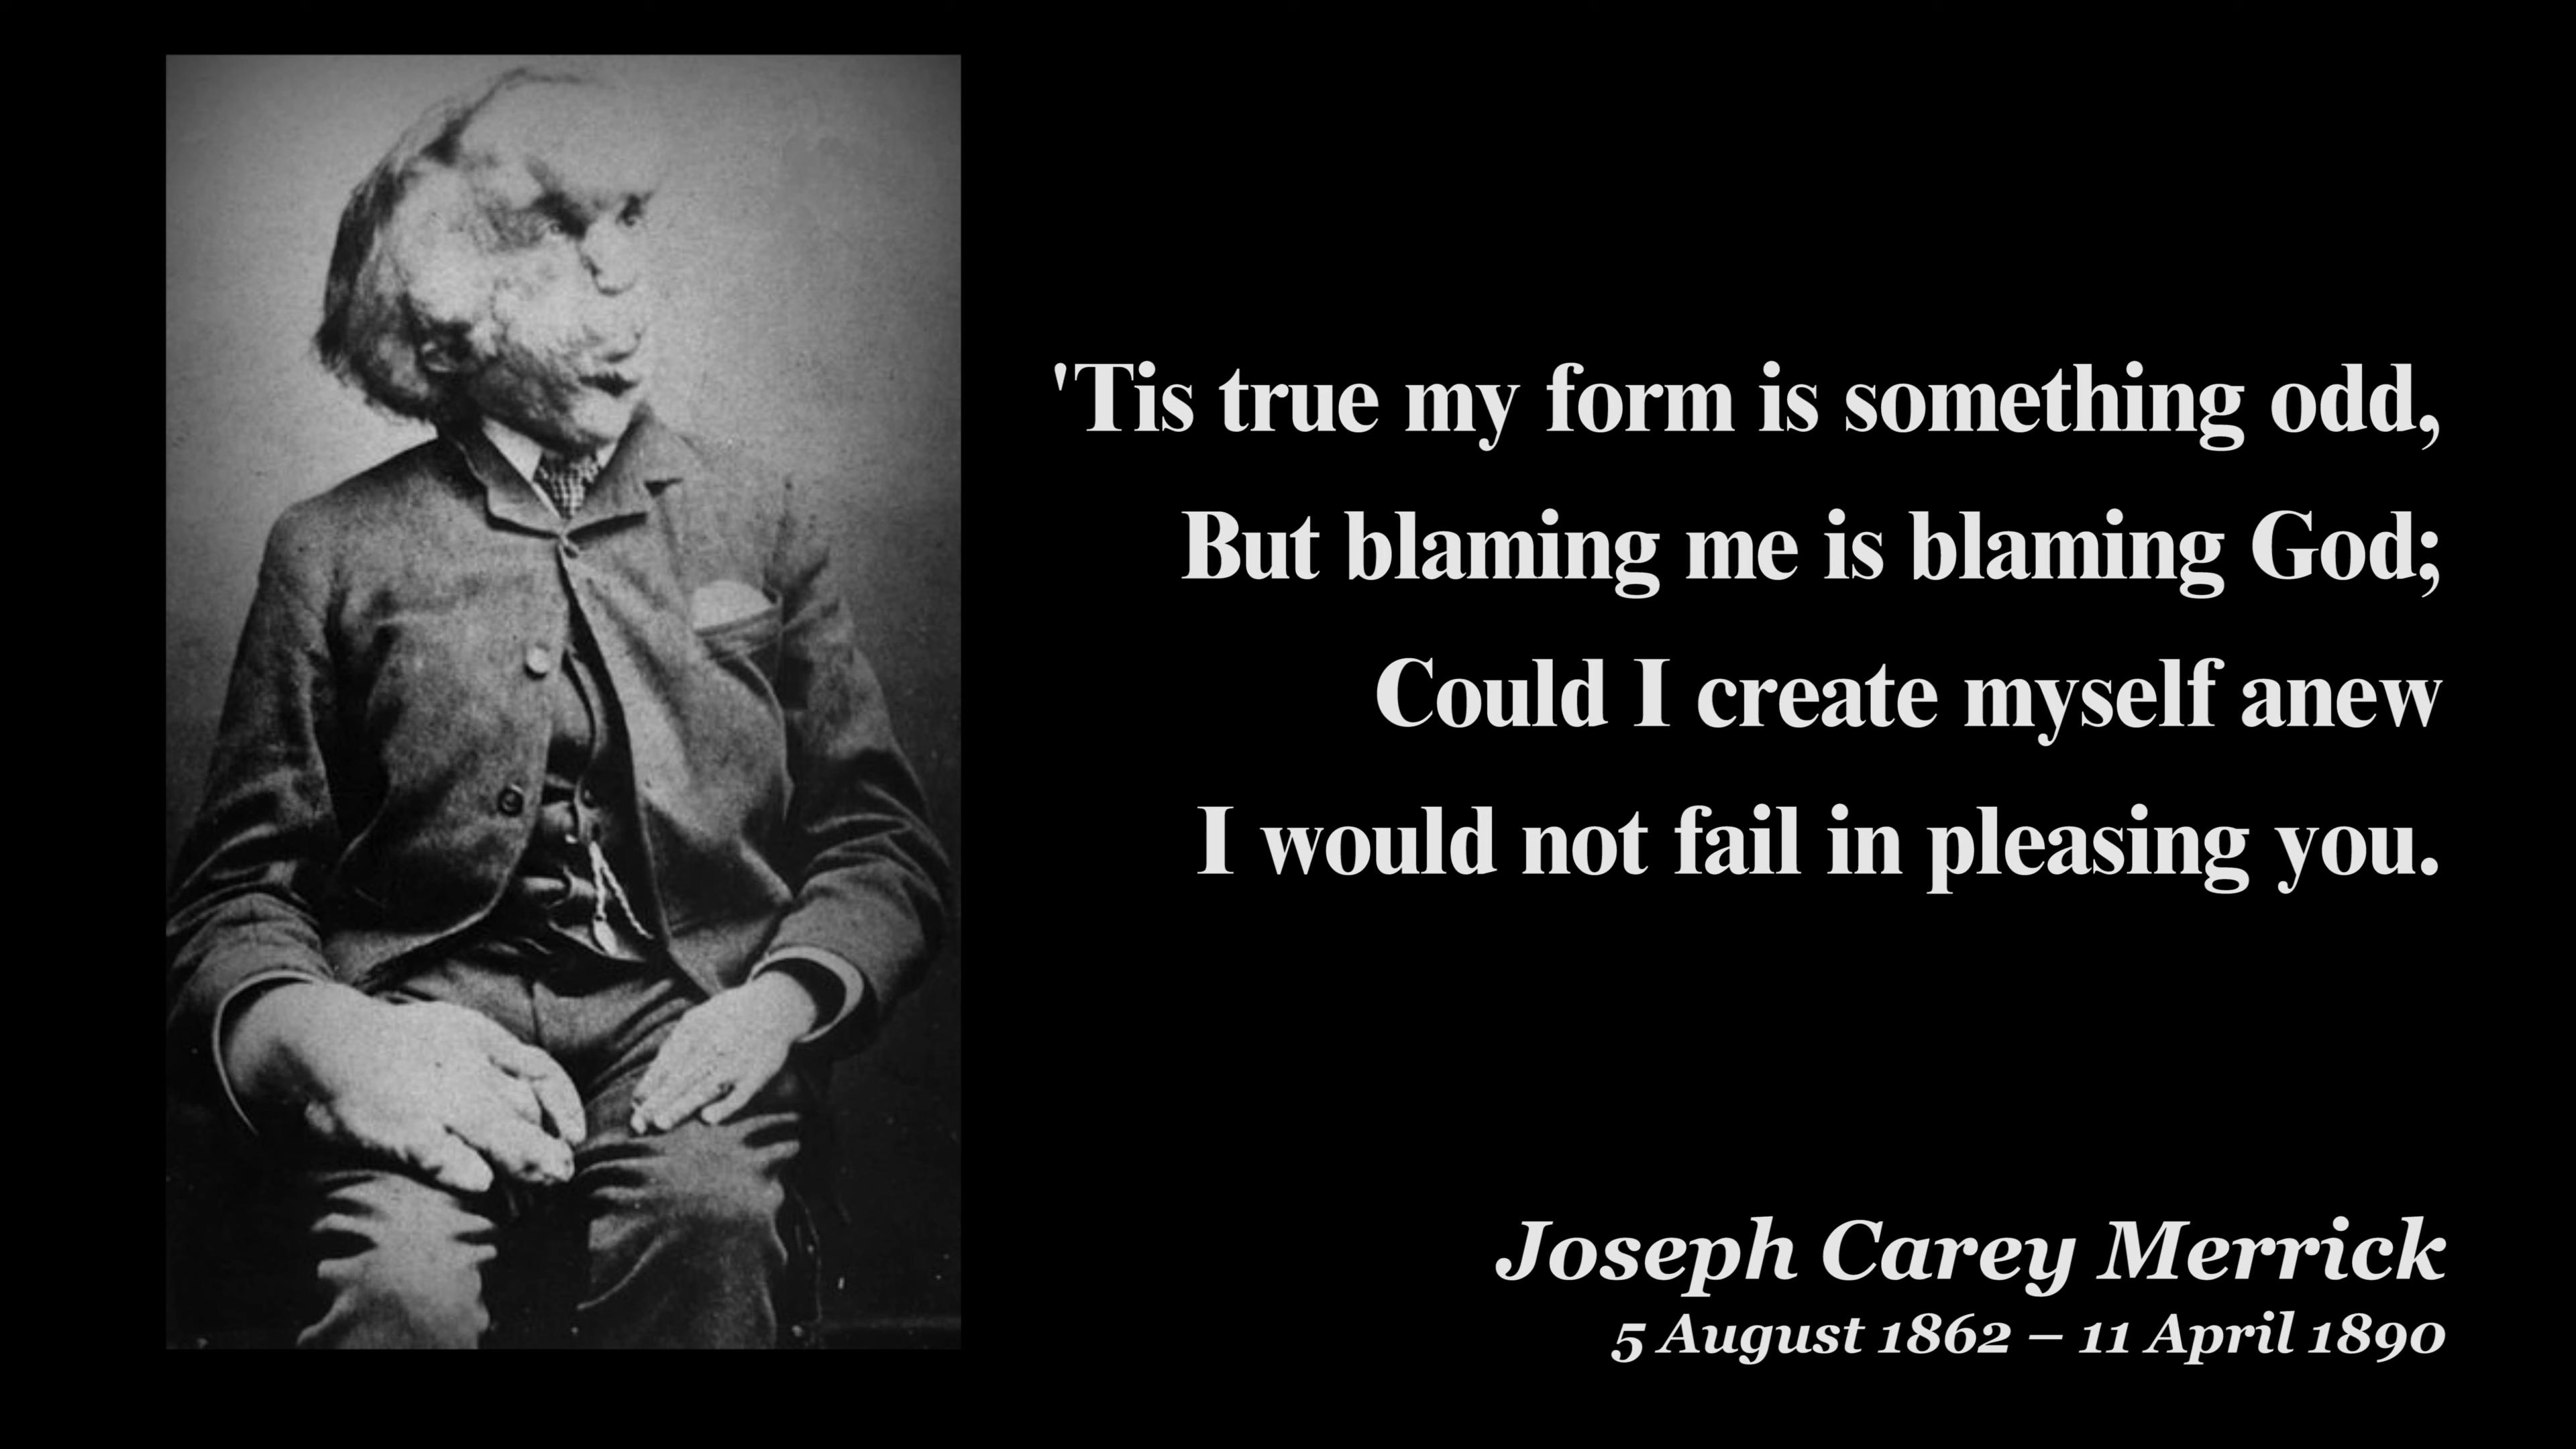 'Tis true my form is something odd,
But blaming me is blaming God;
Could I create myself anew
I would not fail in pleasing you.
Joseph Carey Merrick
5 August 1862 – 11 April 1890